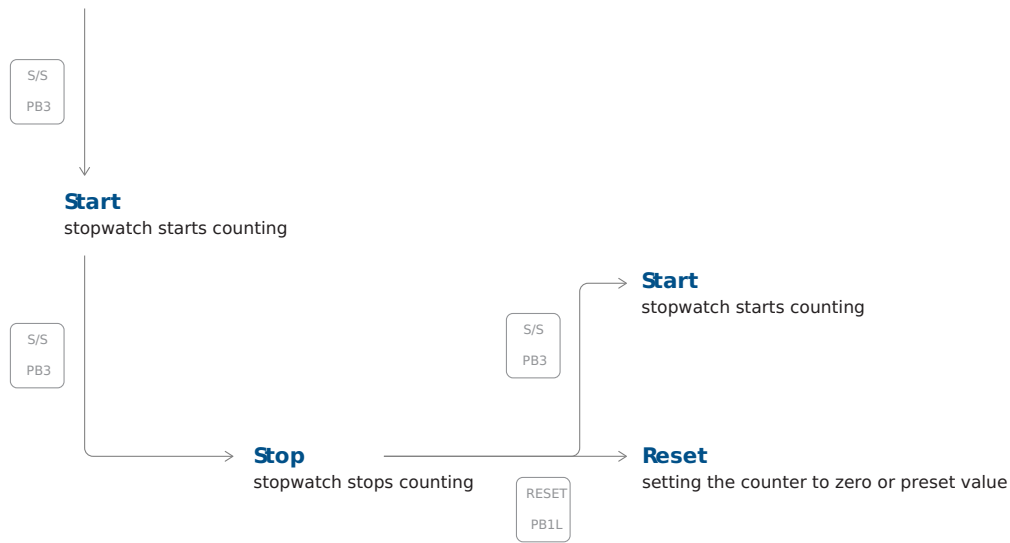 S/S
PB3
Start
stopwatch starts counting
S/S
PB3
Start
stopwatch starts counting
S/S
PB3
Stop
stopwatch stops counting
Reset
setting the counter to zero or preset value
RESET
PB1L